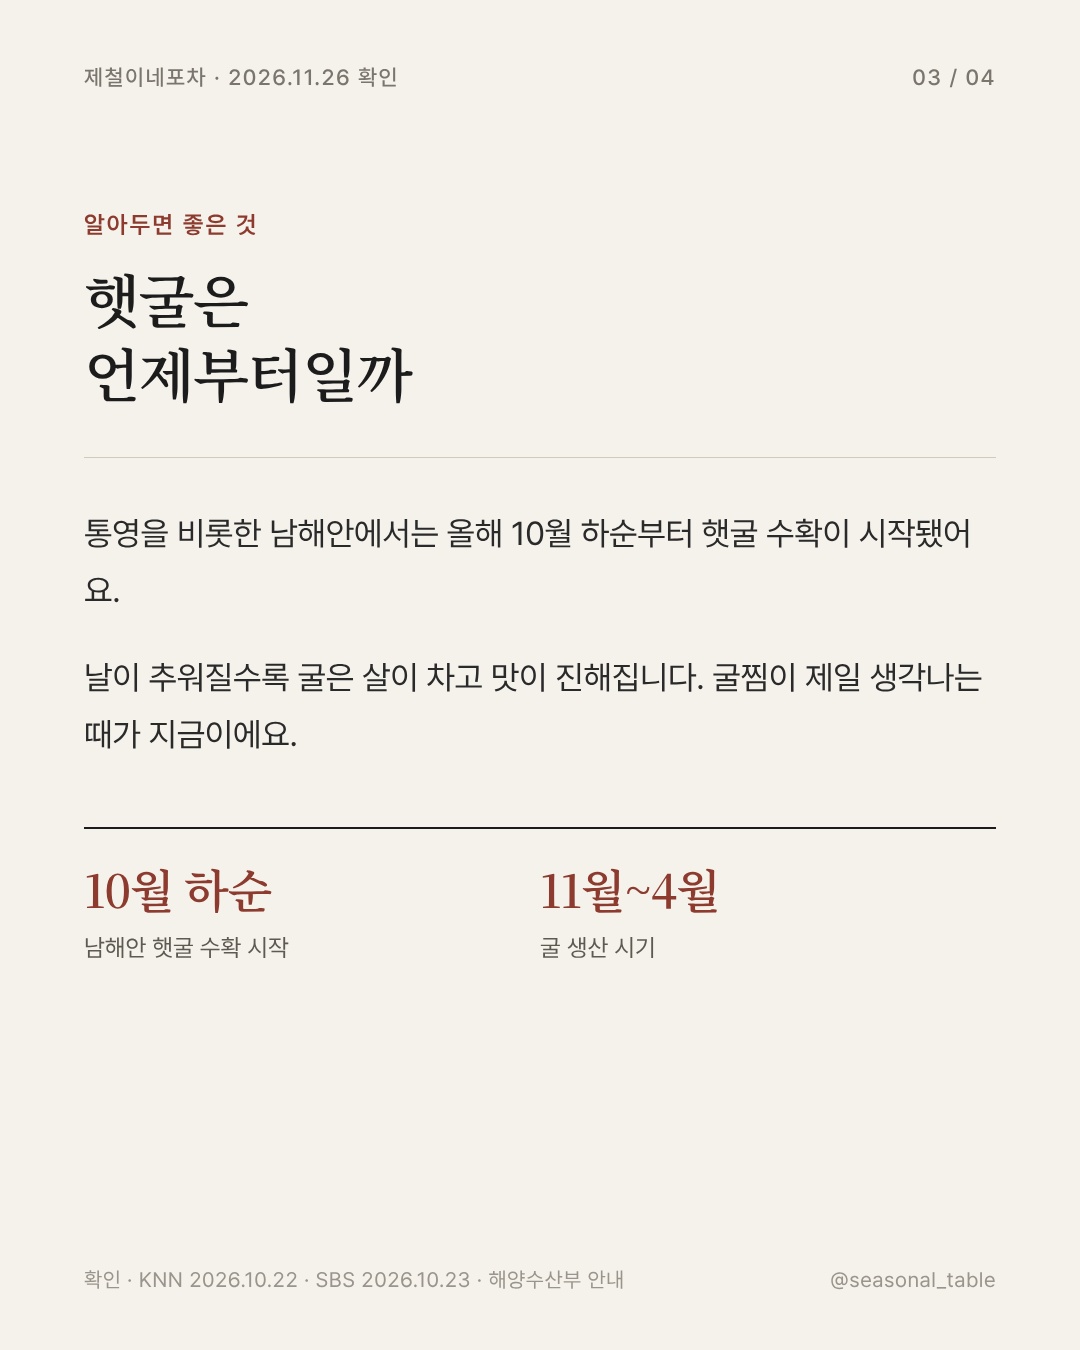 제철이네포차 · 2026.11.26 확인
03 / 04
알아두면 좋은 것
햇굴은
언제부터일까
통영을 비롯한 남해안에서는 올해 10월 하순부터 햇굴 수확이 시작됐어
요.
날이 추워질수록 굴은 살이 차고 맛이 진해집니다. 굴찜이 제일 생각나는
때가 지금이에요.
10월 하순
남해안 햇굴 수확 시작
11월~4월
굴 생산 시기
확인 · KNN 2026.10.22 · SBS 2026.10.23 · 해양수산부 안내
@seasonal_table